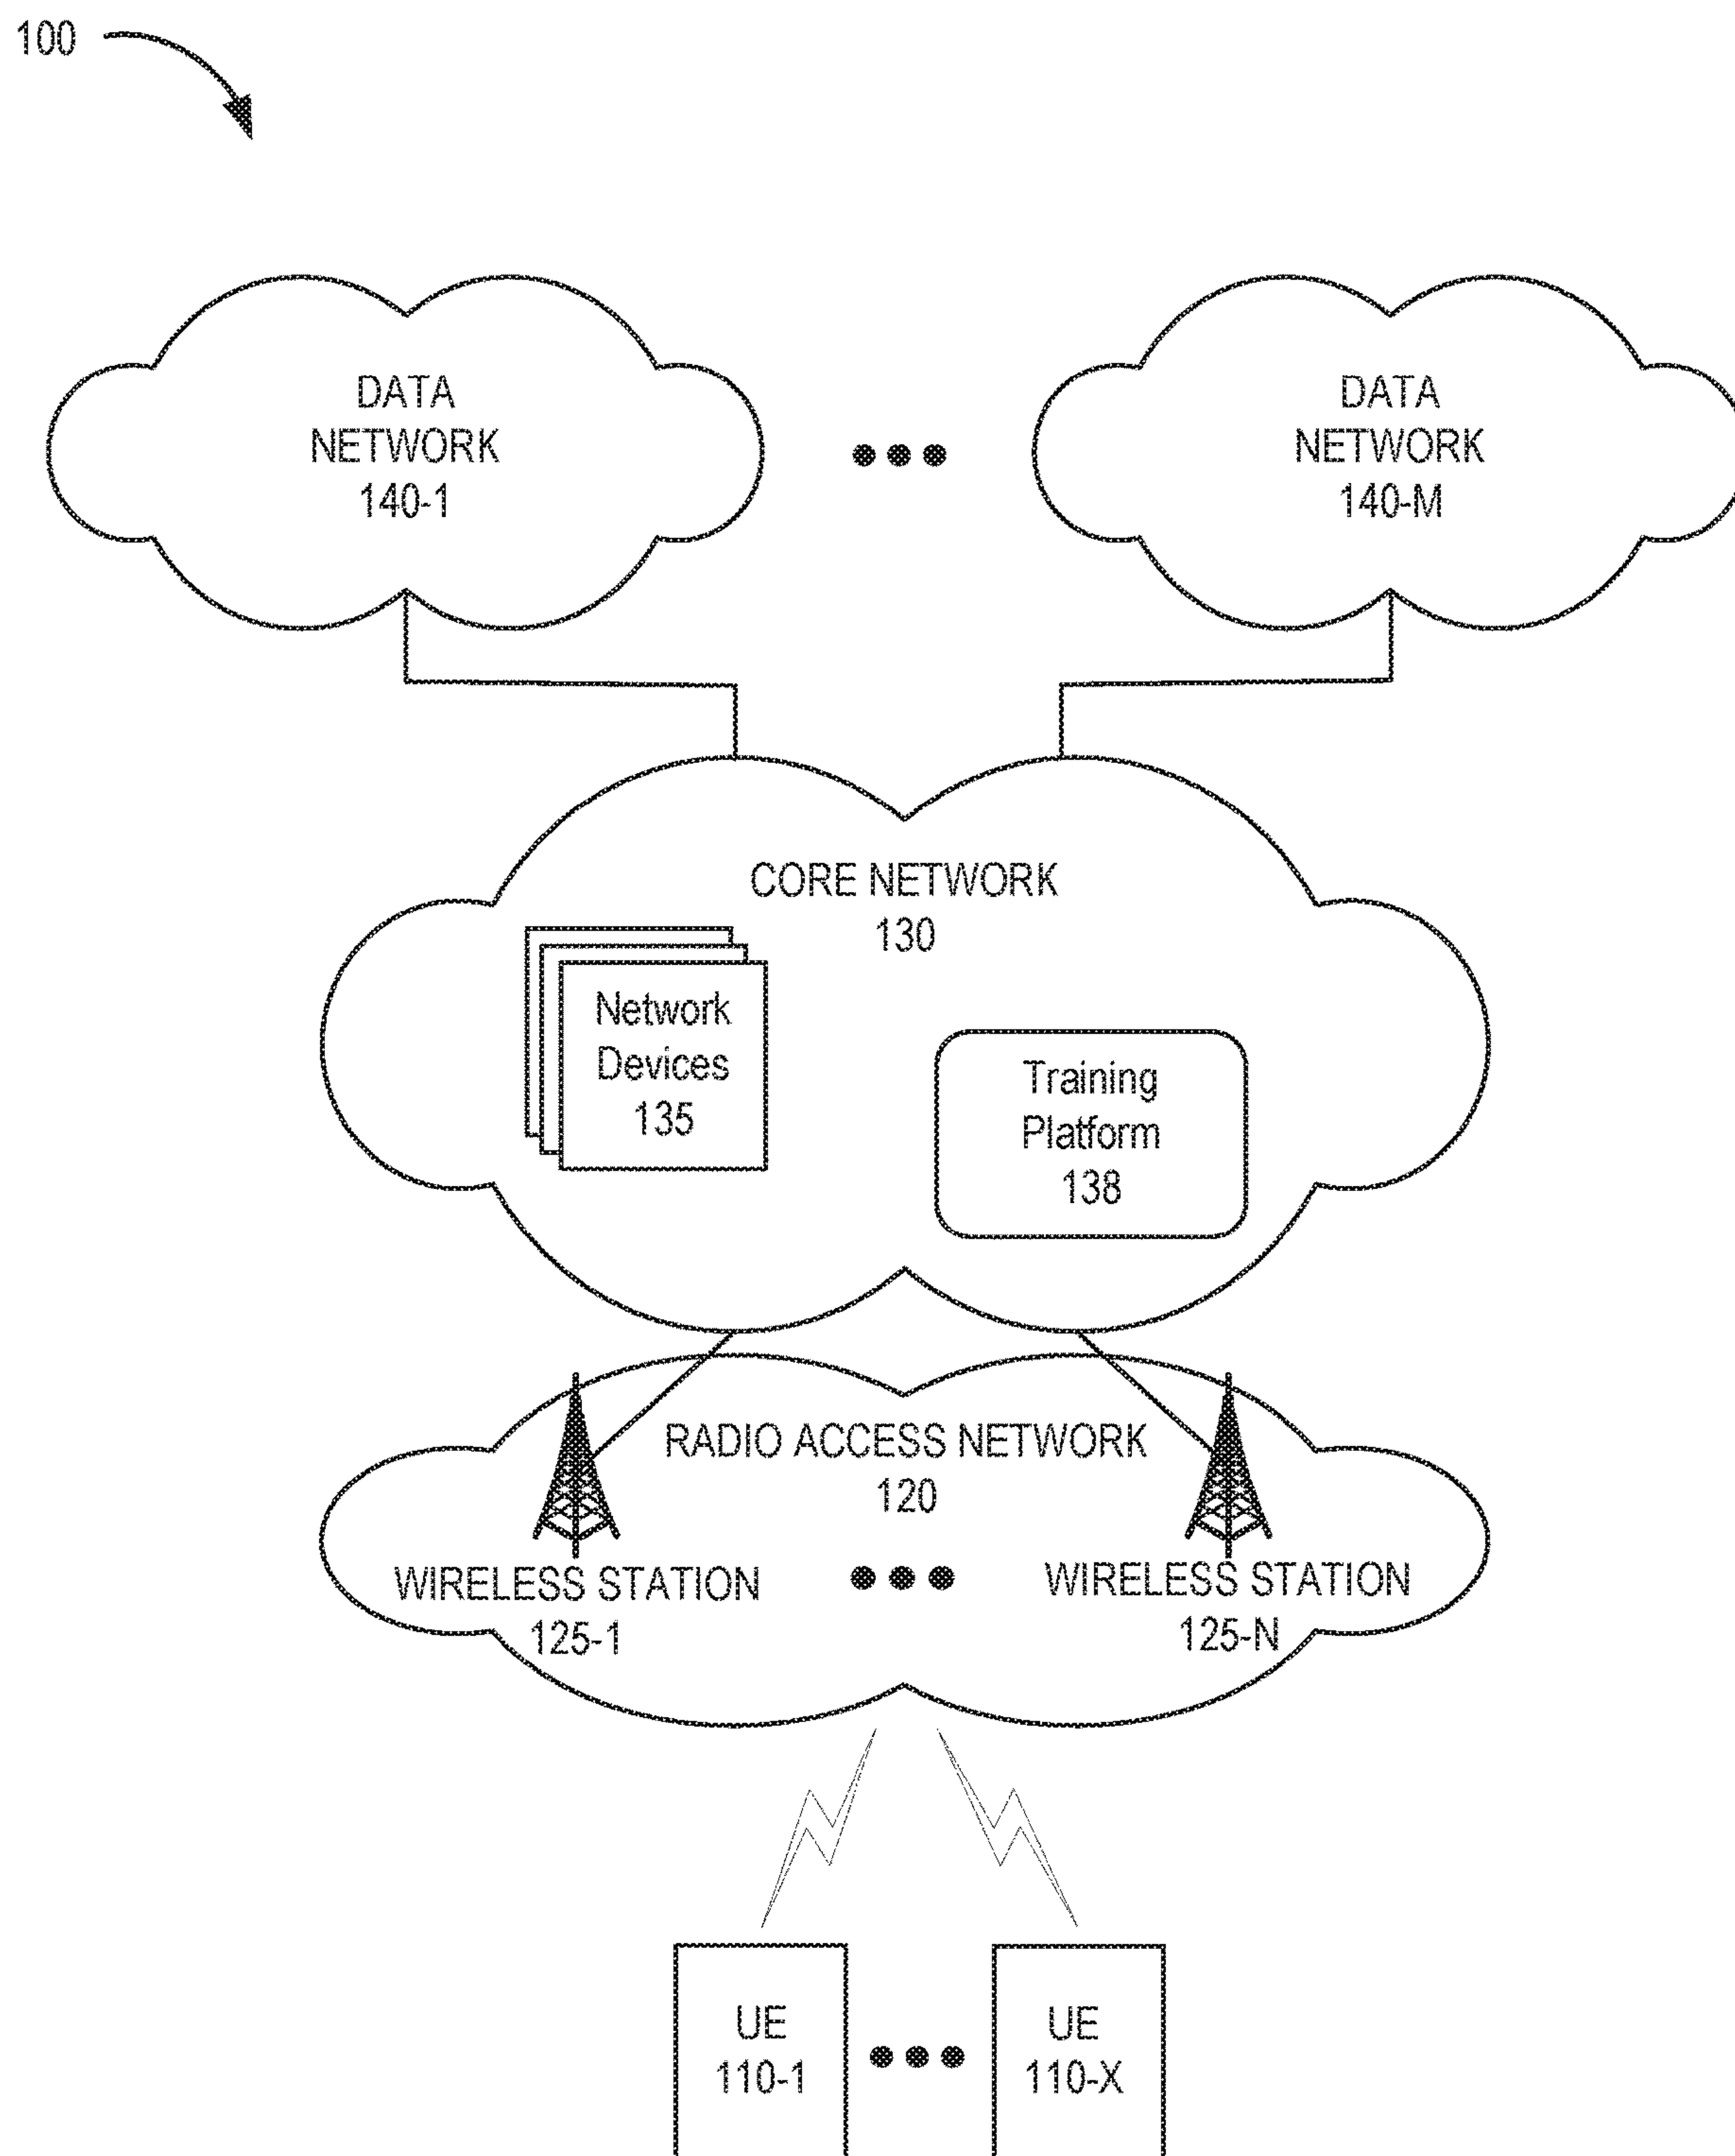 100
DATA
NETWORK
140-1
DATA
NETWORK
140-M
CORE NETWORK
130
Network
Devices
135
Training
Platform
138
RADIO ACCESS NETWORK
120
WIRELESS STATION
125-1
WIRELESS STATION
125-N
UE
110-1
UE
110-X